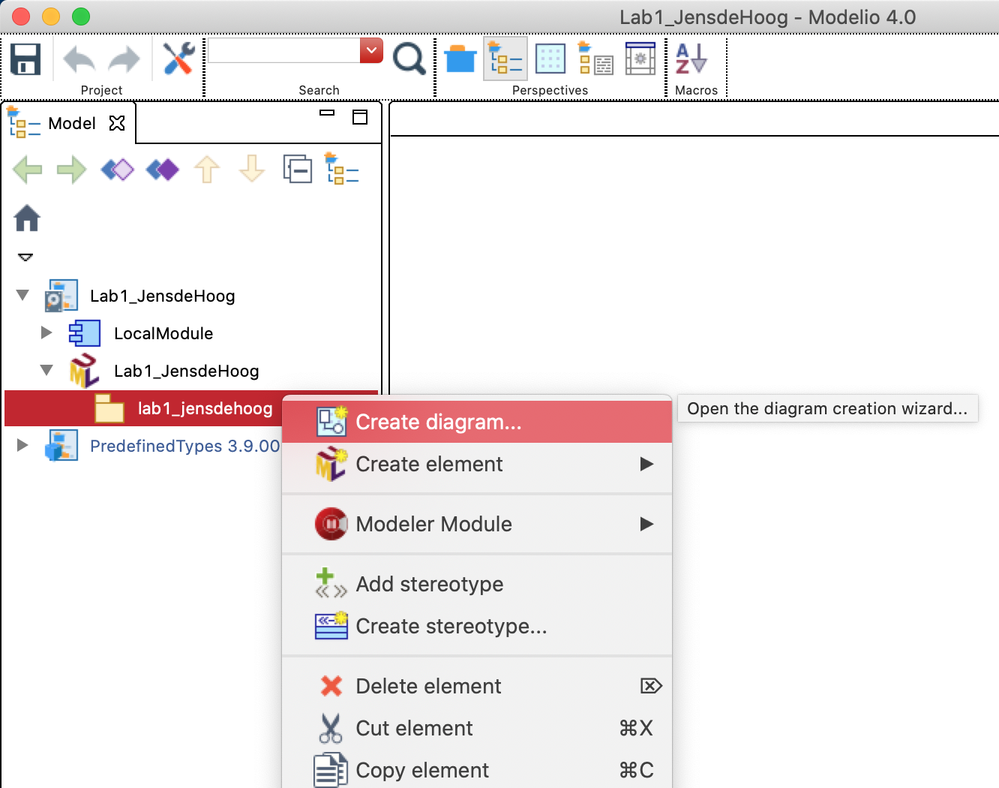 Lab1_JensdeHoog - Modelio 4.0
Project
Search
Perspectives
Macros
Model
Lab1_JensdeHoog
LocalModule
Lab1_JensdeHoog
lab1_jensdehoog
PredefinedTypes 3.9.00
Create diagram...
Open the diagram creation wizard...
Create element
Modeler Module
Add stereotype
Create stereotype...
Delete element ⌦
Cut element ⌘X
Copy element ⌘C